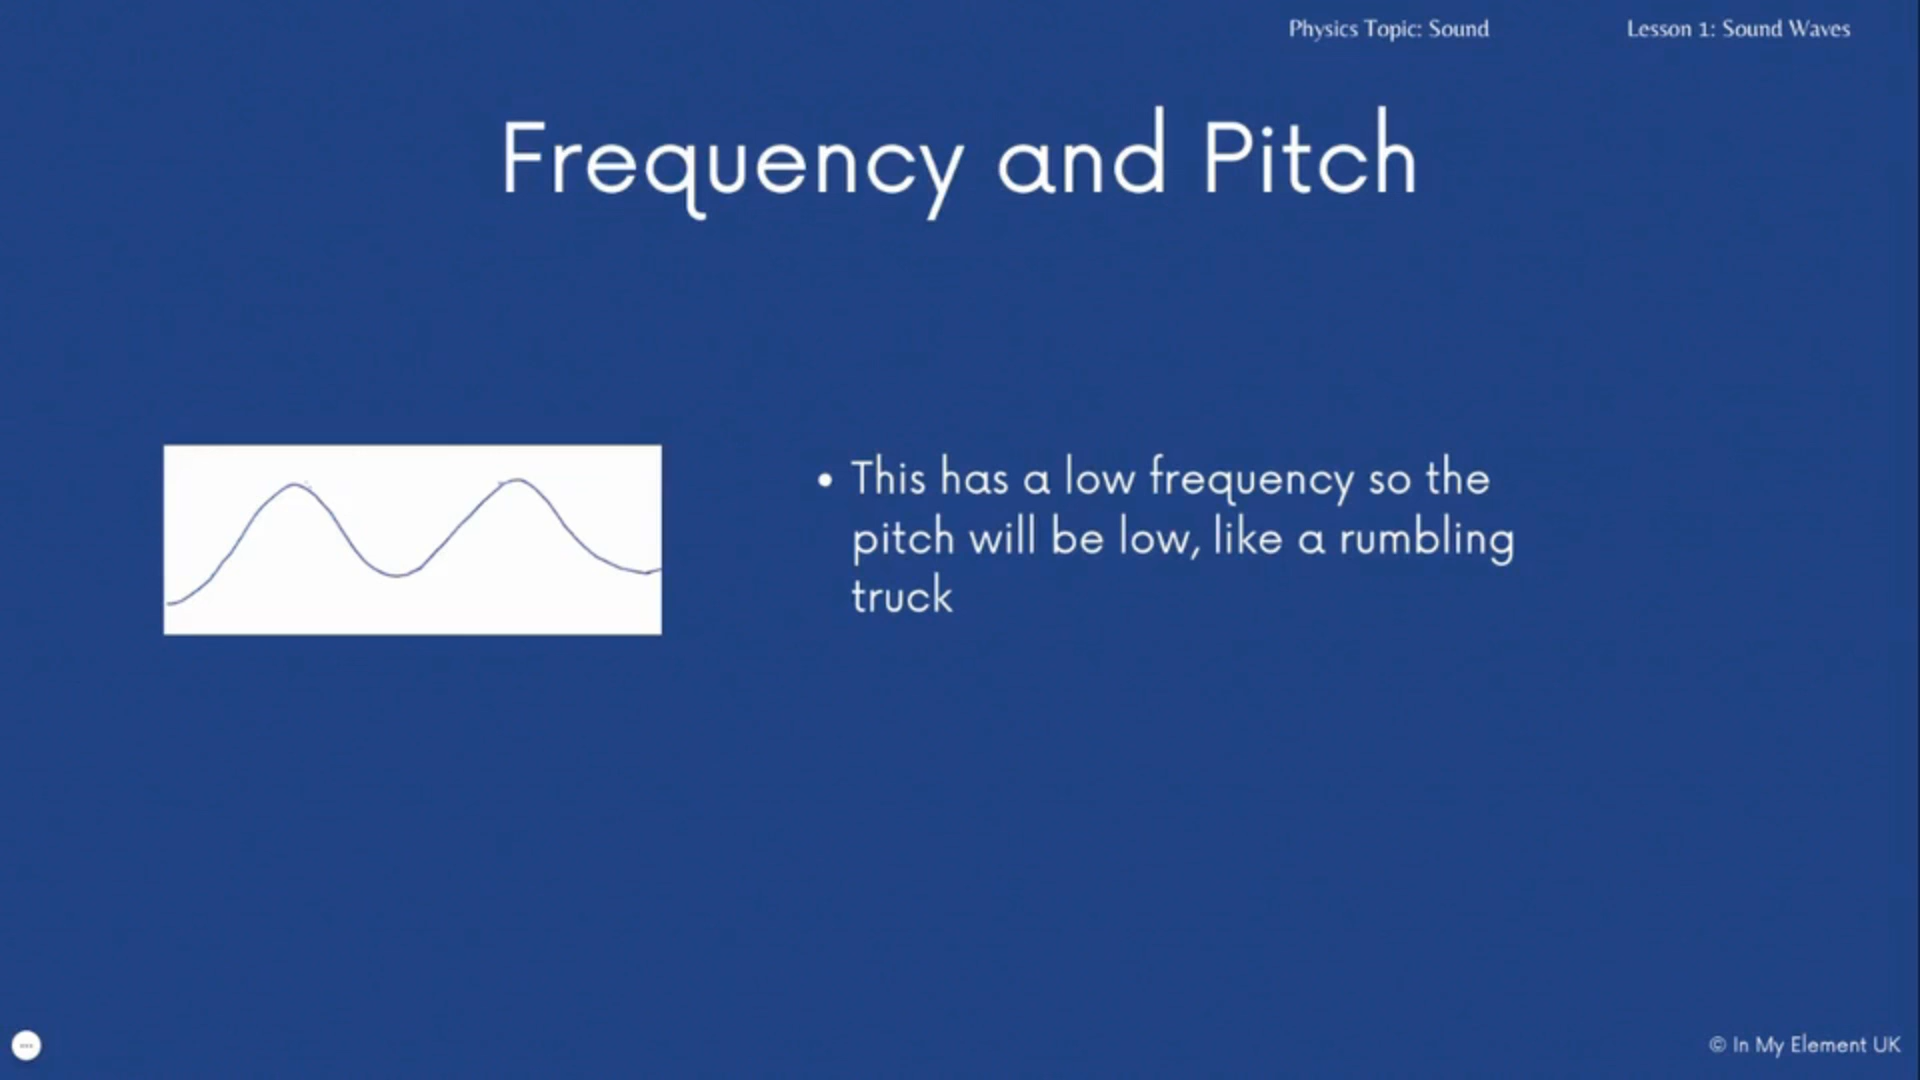 Physics Topic: Sound
Lesson 1: Sound Waves
Frequency and Pitch
• This has a low frequency so the
pitch will be low, like a rumbling
truck
© In My Element UK